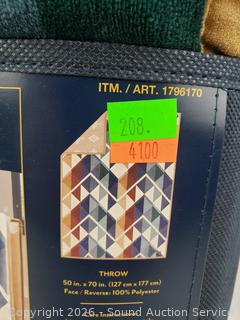 ITM. / ART. 1796170
208.
4100
THROW
50 in. x 70 in. (127 cm x 177 cm)
Face / Reverse: 100% Polyester
Copyright 2026 - Sound Auction Service